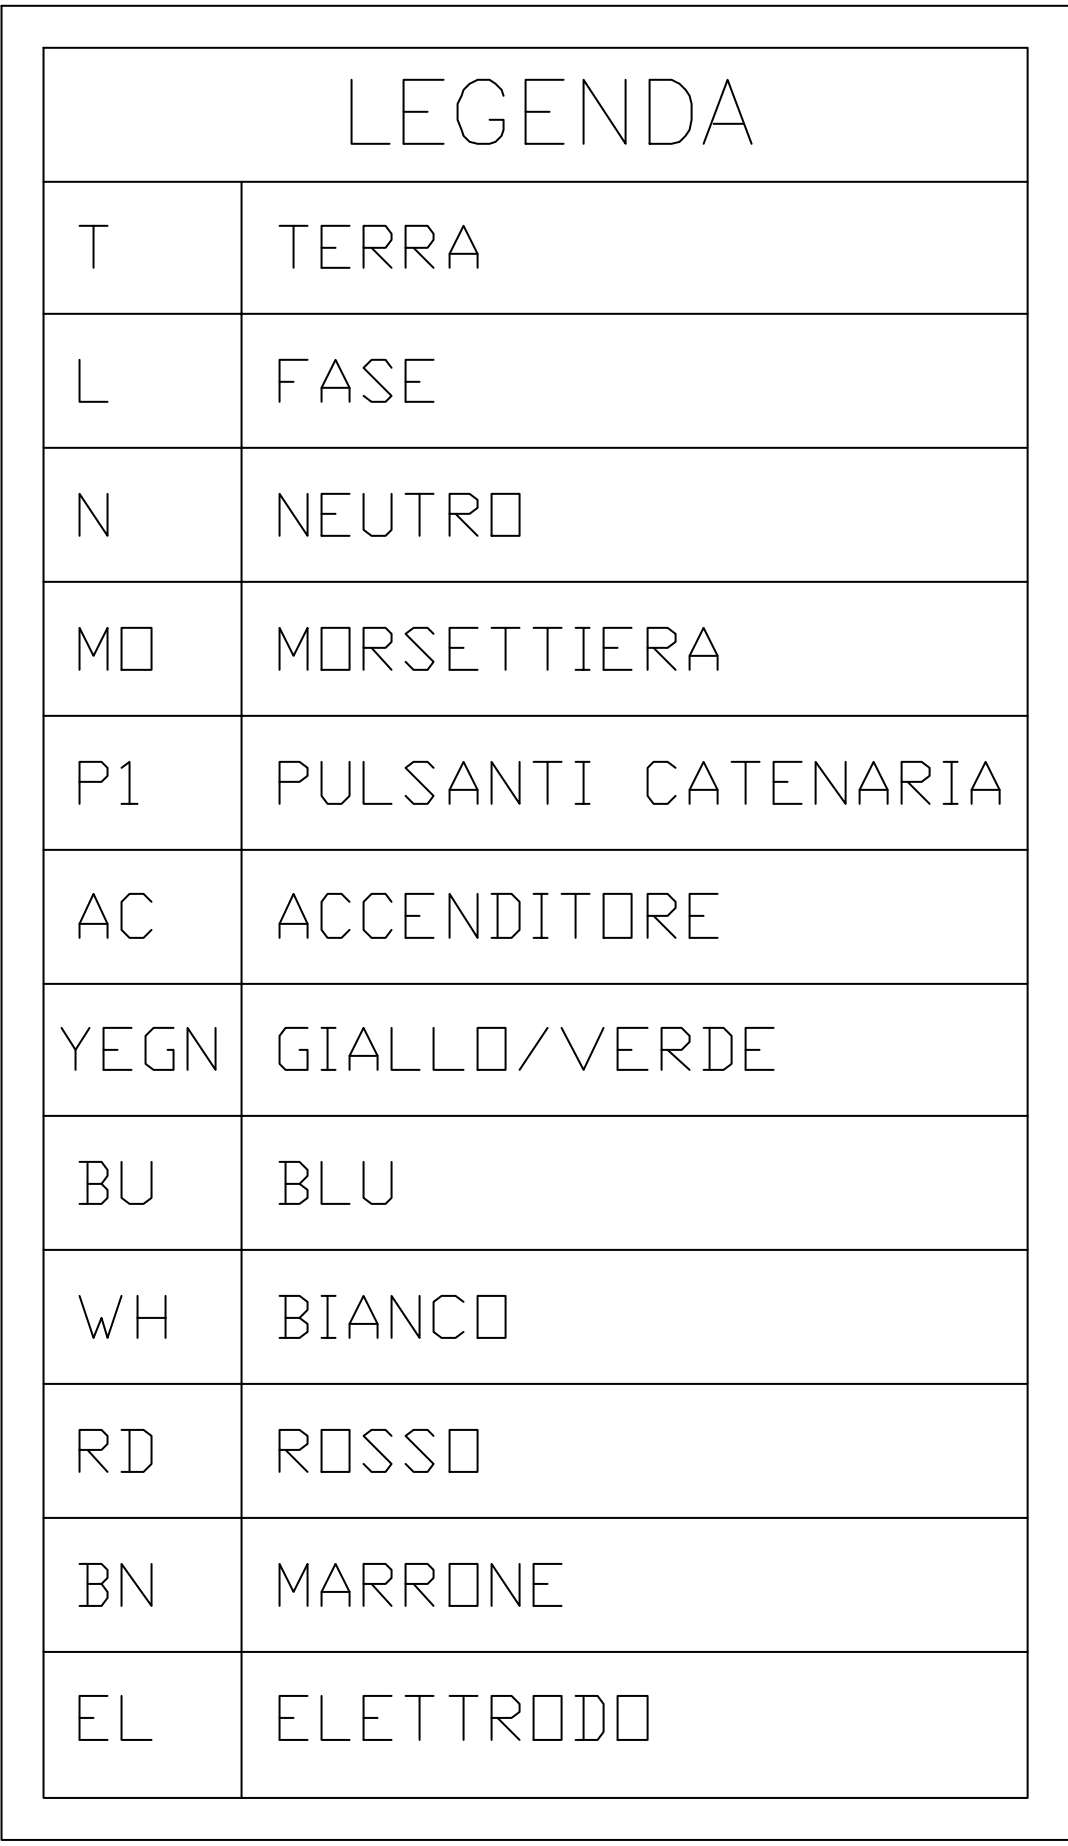 LEGENDA
T TERRA
L FASE
N NEUTRO
MO MORSETTIERA
P1 PULSANTI CATENARIA
AC ACCENDITORE
YEGN GIALLO/VERDE
BU BLU
WH BIANCO
RD ROSSO
BN MARRONE
EL ELETTRODO